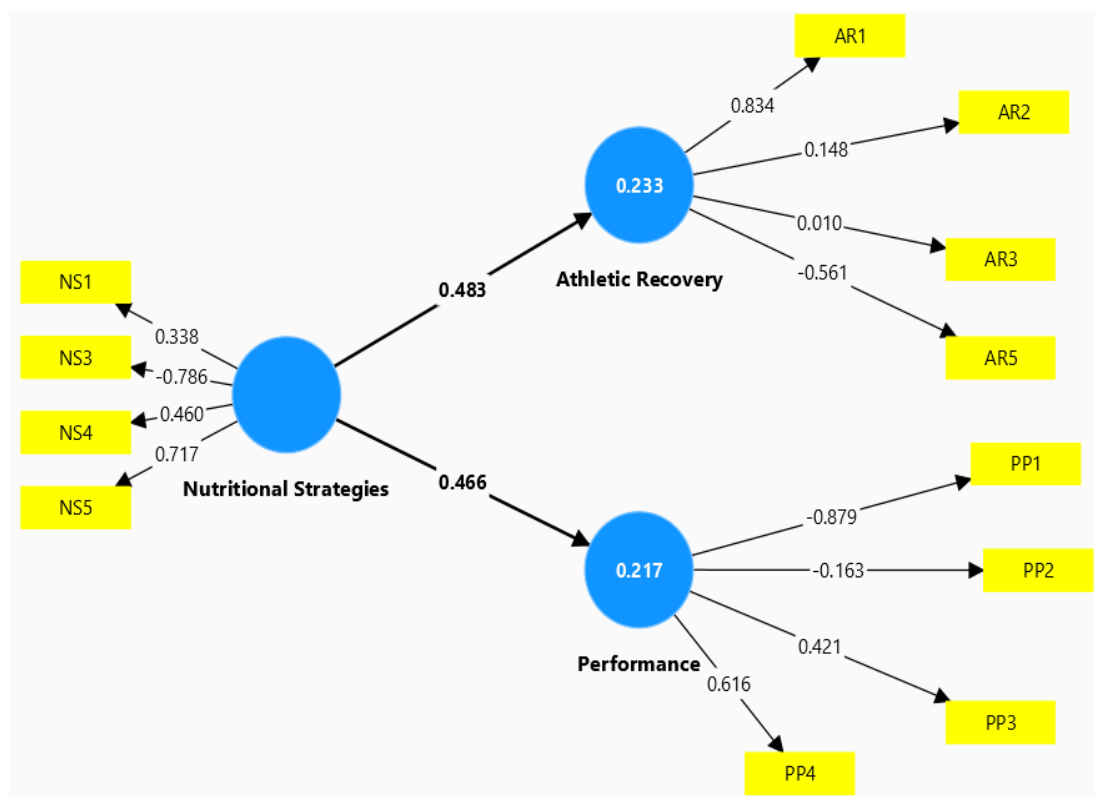 AR1
0.834
AR2
0.148
0.233
0.010
AR3
-0.561
AR5
Athletic Recovery
0.483
NS1
0.338
NS3
-0.786
NS4
0.460
0.717
NS5
Nutritional Strategies
0.466
PP1
-0.879
0.217
-0.163
PP2
0.421
Performance
0.616
PP3
PP4